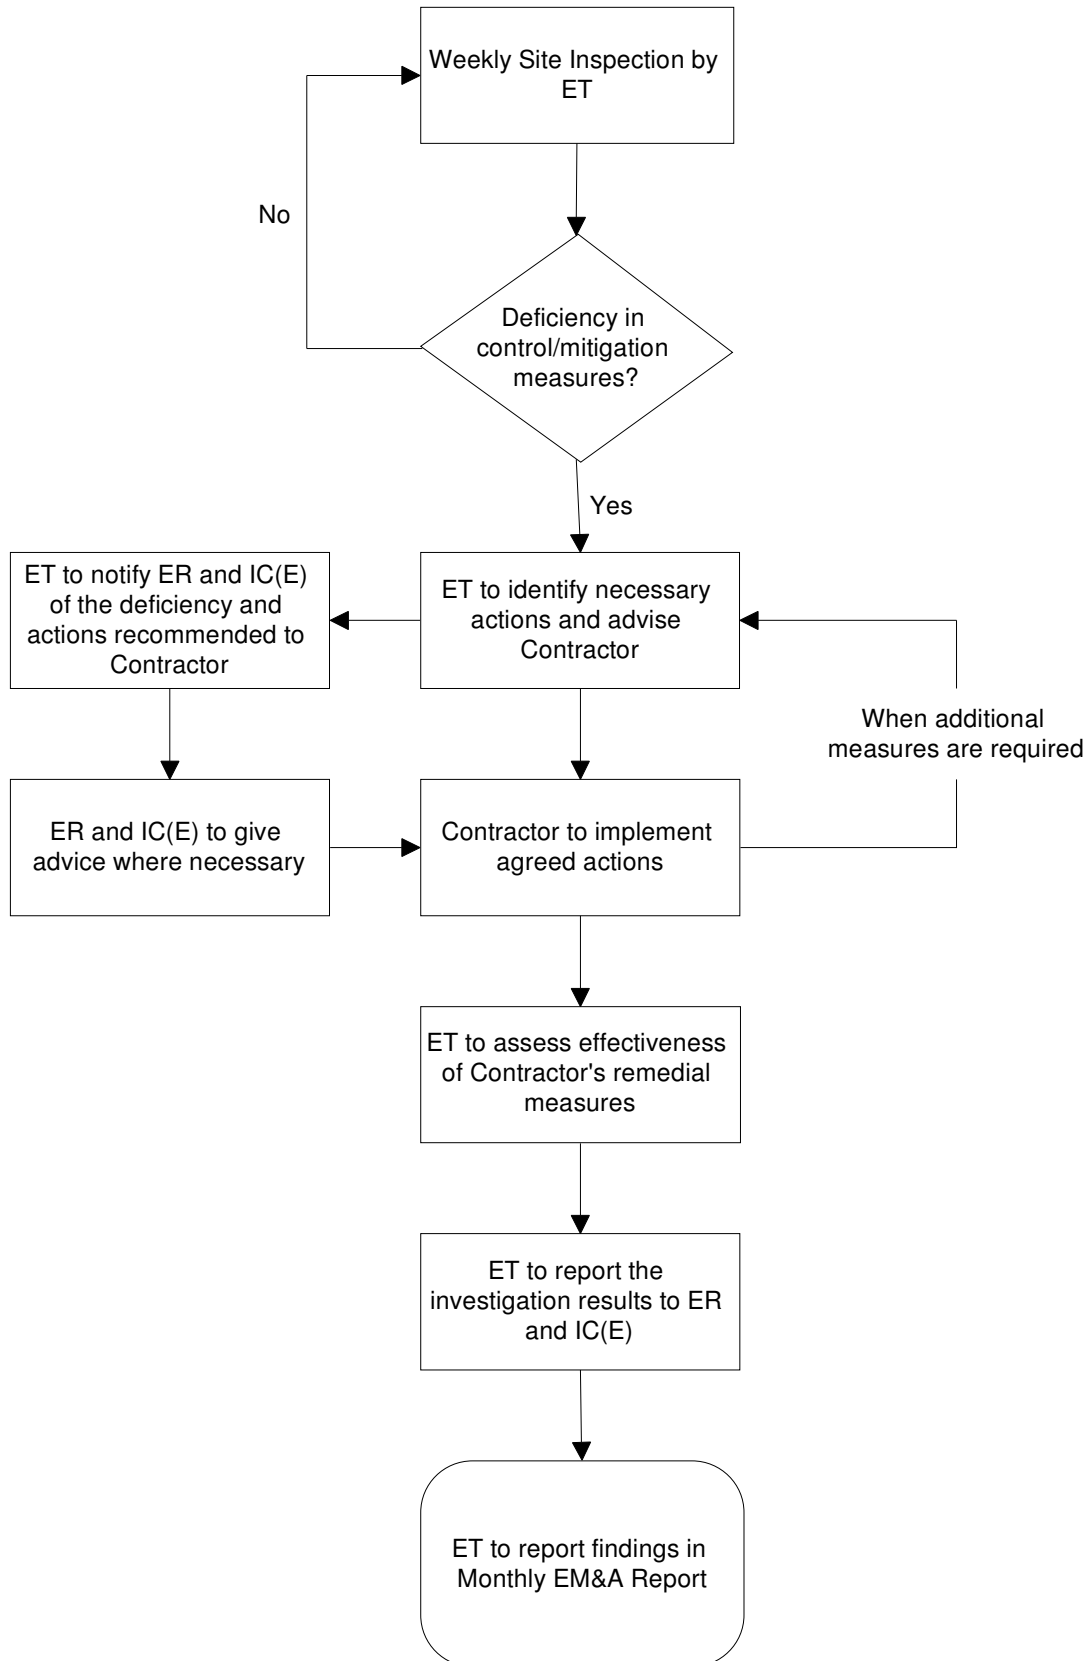 Weekly Site Inspection by
ET
No
Deficiency in
control/mitigation
measures?
Yes
ET to notify ER and IC(E)
of the deficiency and
actions recommended to
Contractor
ET to identify necessary
actions and advise
Contractor
When additional
measures are required
ER and IC(E) to give
advice where necessary
Contractor to implement
agreed actions
ET to assess effectiveness
of Contractor's remedial
measures
ET to report the
investigation results to ER
and IC(E)
ET to report findings in
Monthly EM&A Report